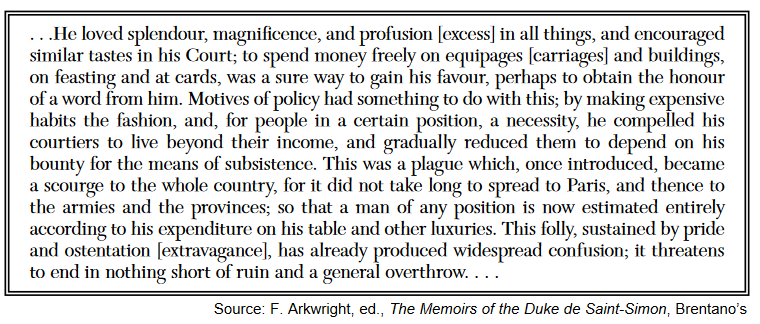 . . .He loved splendour, magnificence, and profusion [excess] in all things, and encouraged
similar tastes in his Court; to spend money freely on equipages [carriages] and buildings,
on feasting and at cards, was a sure way to gain his favour, perhaps to obtain the honour
of a word from him. Motives of policy had something to do with this; by making expensive
habits the fashion, and, for people in a certain position, a necessity, he compelled his
courtiers to live beyond their income, and gradually reduced them to depend on his
bounty for the means of subsistence. This was a plague which, once introduced, became
a scourge to the whole country, for it did not take long to spread to Paris, and thence to
the armies and the provinces; so that a man of any position is now estimated entirely
according to his expenditure on his table and other luxuries. This folly, sustained by pride
and ostentation [extravagance], has already produced widespread confusion; it threatens
to end in nothing short of ruin and a general overthrow. . . .
Source: F. Arkwright, ed., The Memoirs of the Duke de Saint-Simon, Brentano's